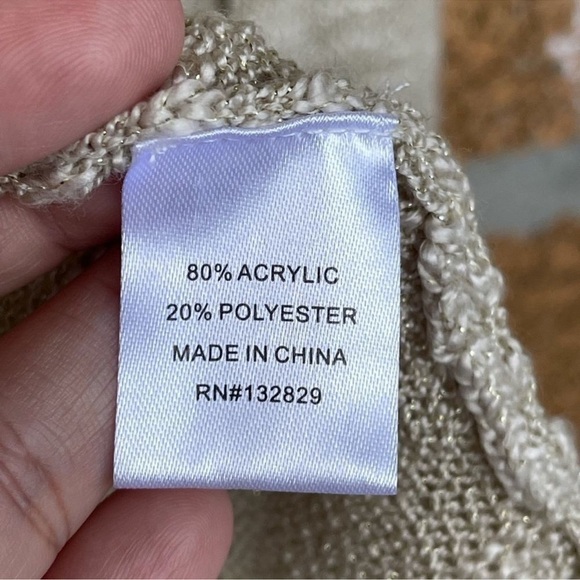 80% ACRYLIC
20% POLYESTER
MADE IN CHINA
RN#132829